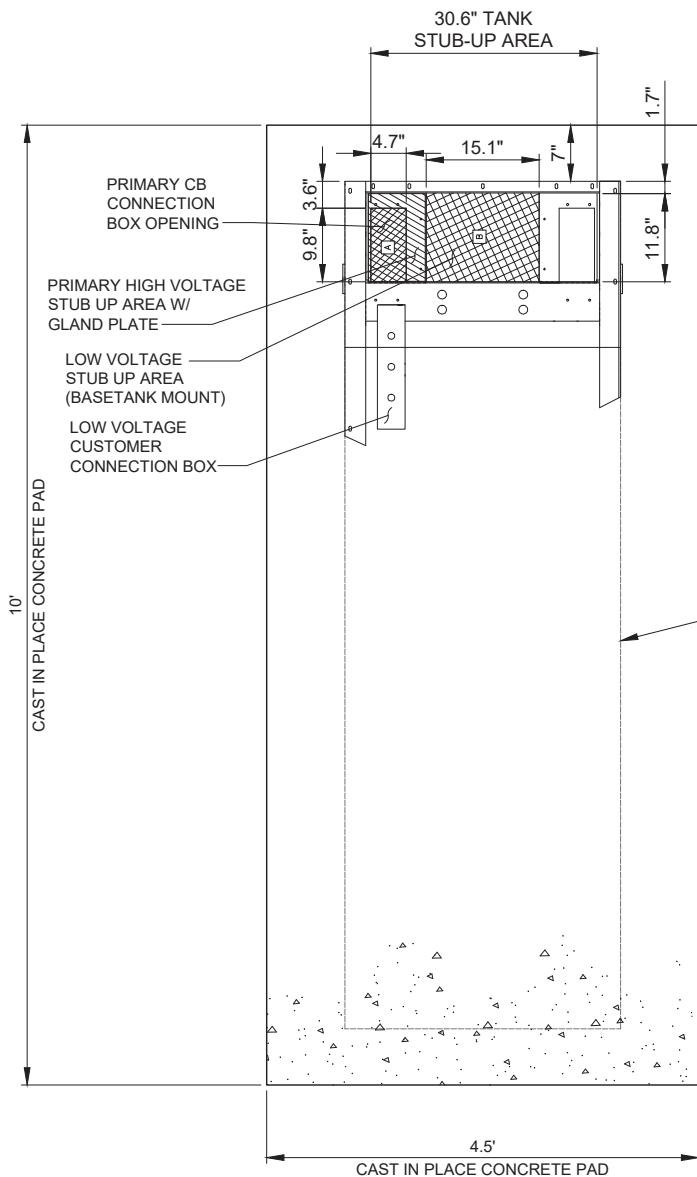 30.6" TANK
STUB-UP AREA
1.7"
4.7"
15.1"
7"
PRIMARY CB
CONNECTION
BOX OPENING
3.6"
9.8"
A
B
11.8"
PRIMARY HIGH VOLTAGE
STUB UP AREA W/
GLAND PLATE
LOW VOLTAGE
STUB UP AREA
(BASETANK MOUNT)
LOW VOLTAGE
CUSTOMER
CONNECTION BOX
10'
CAST IN PLACE CONCRETE PAD
4.5'
CAST IN PLACE CONCRETE PAD